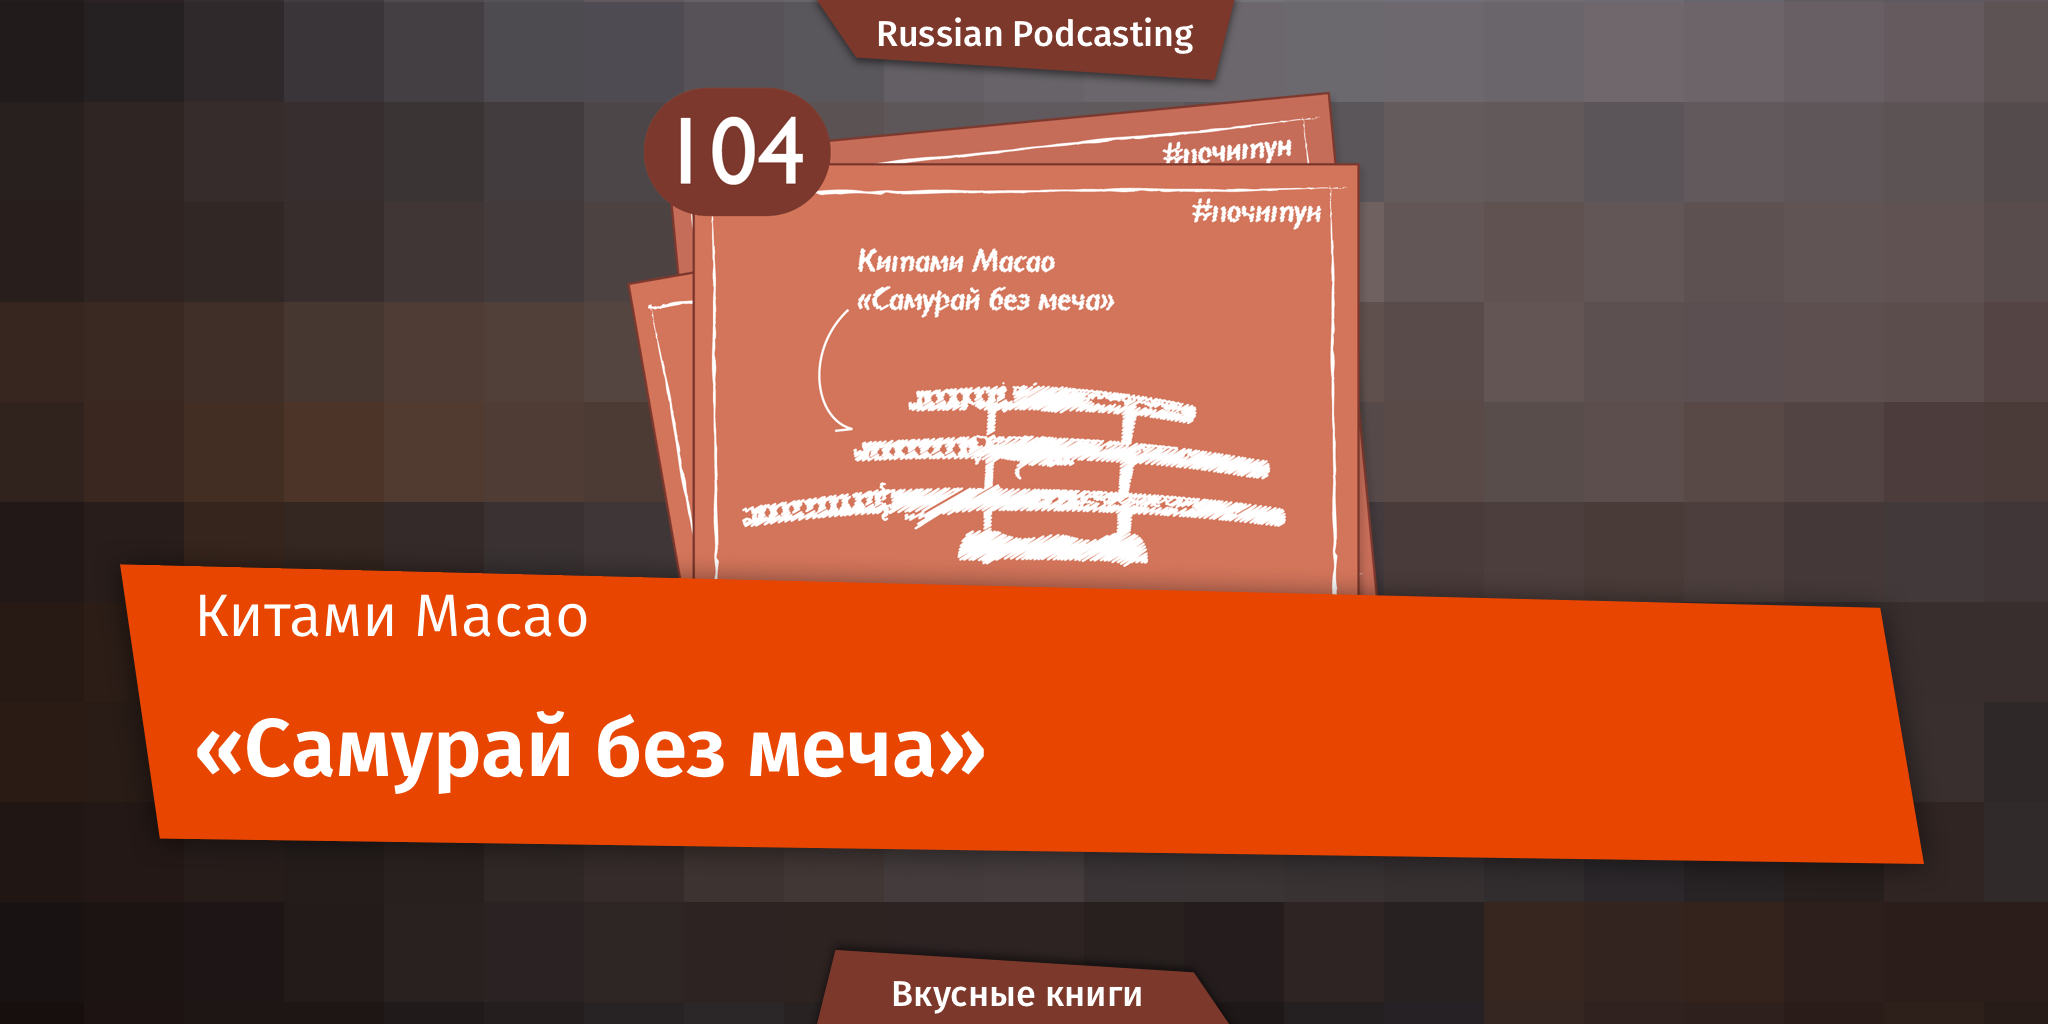 Russian Podcasting
104
#почитун
#почитун
Китами Масао
«Самурай без меча»
Китами Масао
«Самурай без меча»
Вкусные книги